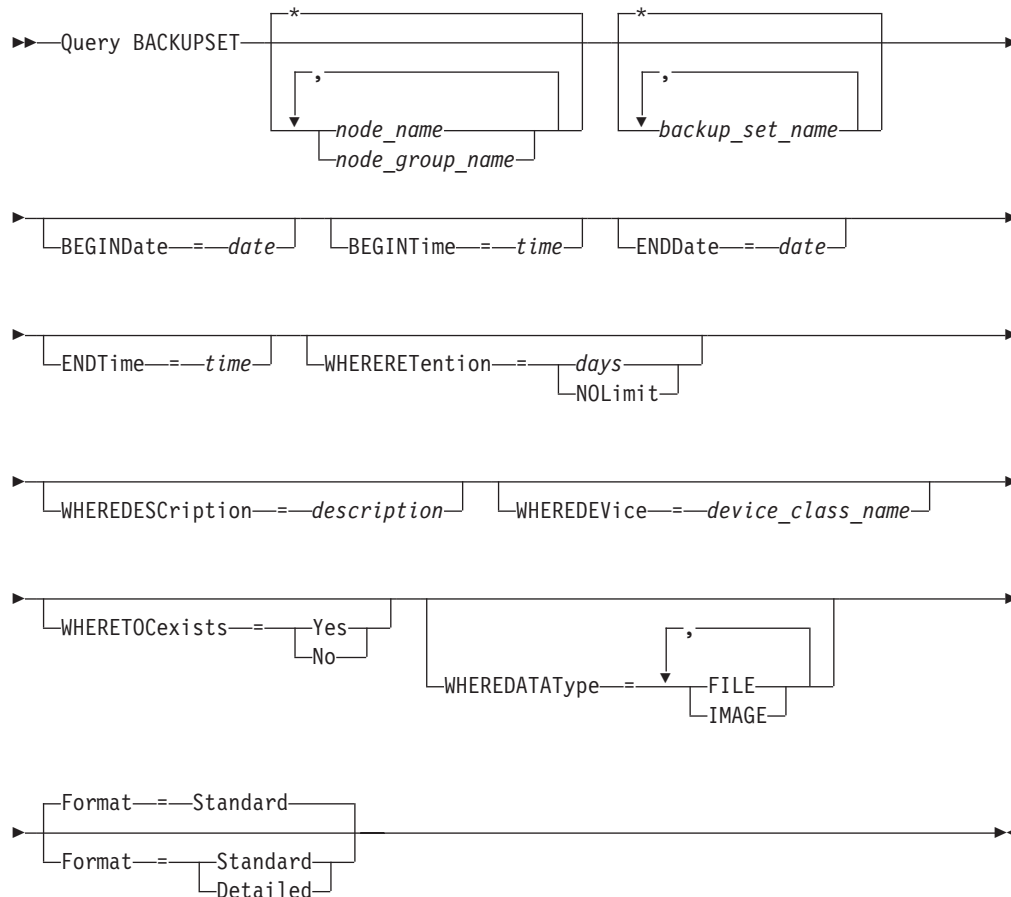 *   *
Query BACKUPSET
,   ,
node_name   backup_set_name
node_group_name
BEGINDate = date   BEGINTime = time   ENDDate = date
ENDTime = time   WHERERETention = days
NOLimit
WHEREDESCription = description   WHEREDEVice = device_class_name
WHERETOCexists = Yes   ,
No   WHEREDATAType = FILE
IMAGE
Format = Standard
Format = Standard
Detailed